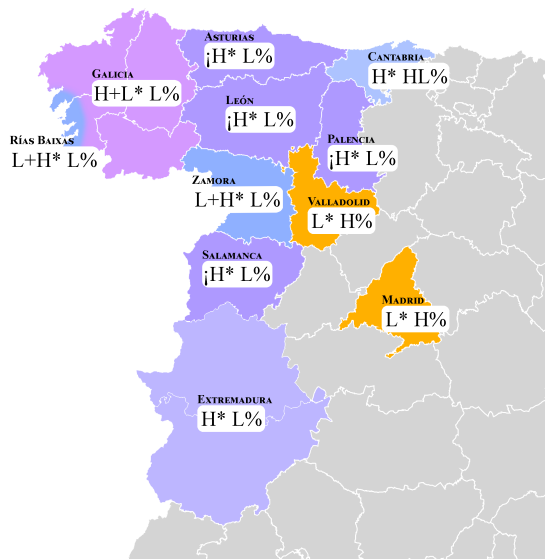 Asturias
¡H* L%
Cantabria
H* HL%
Galicia
H+L* L%
León
¡H* L%
Rías Baixas
L+H* L%
Palencia
¡H* L%
Zamora
L+H* L%
Valladolid
L* H%
Salamanca
¡H* L%
Madrid
L* H%
Extremadura
H* L%